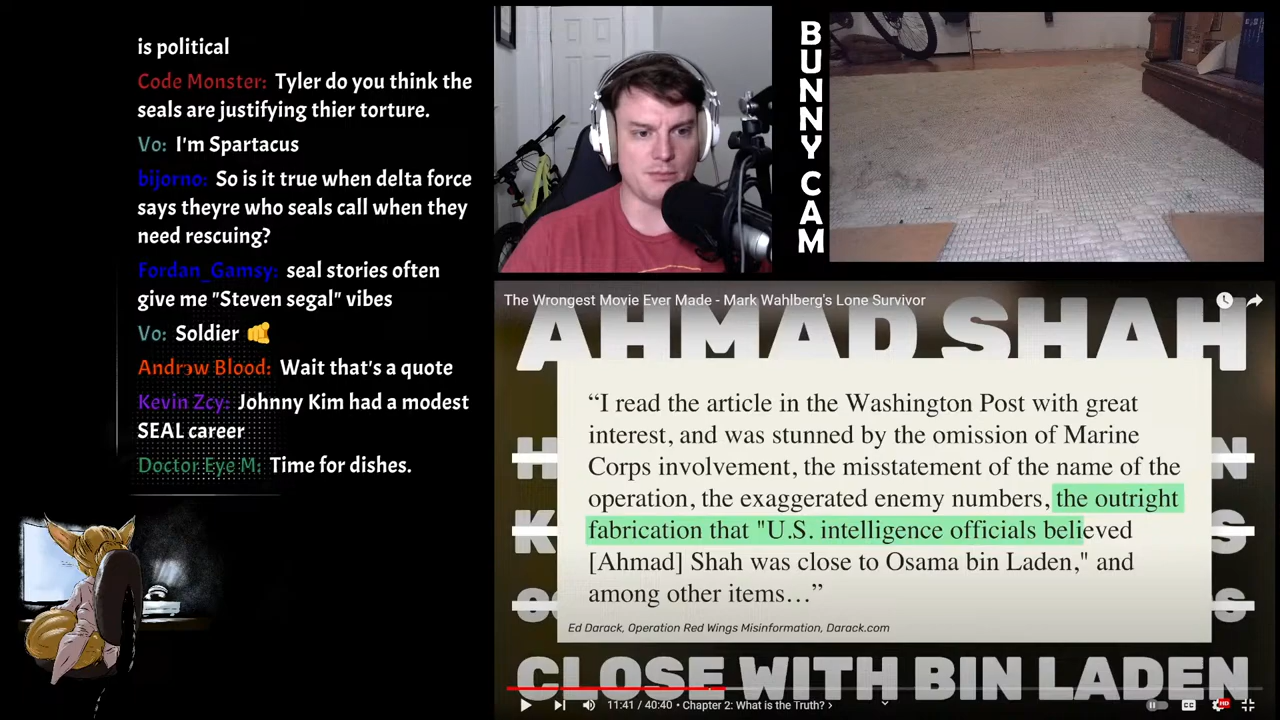 is political
Code Monster: Tyler do you think the
seals are justifying thier torture.
Vo: I'm Spartacus
bijorno: So is it true when delta force
says theyre who seals call when they
need rescuing?
Fordan_Gamsy: seal stories often
give me "Steven segal" vibes
Vo: Soldier 🫵
Andrew Blood: Wait that's a quote
Kevin Zcy: Johnny Kim had a modest
SEAL career
Doctor Eye M: Time for dishes.
BUNNY CAM
The Wrongest Movie Ever Made - Mark Wahlberg's Lone Survivor
AHMAD SHAH
“I read the article in the Washington Post with great
interest, and was stunned by the omission of Marine
Corps involvement, the misstatement of the name of the
operation, the exaggerated enemy numbers, the outright
fabrication that "U.S. intelligence officials believed
[Ahmad] Shah was close to Osama bin Laden," and
among other items…”
Ed Darack, Operation Red Wings Misinformation, Darack.com
CLOSE WITH BIN LADEN
11:41 / 40:40 • Chapter 2: What is the Truth? ›
CC
HD